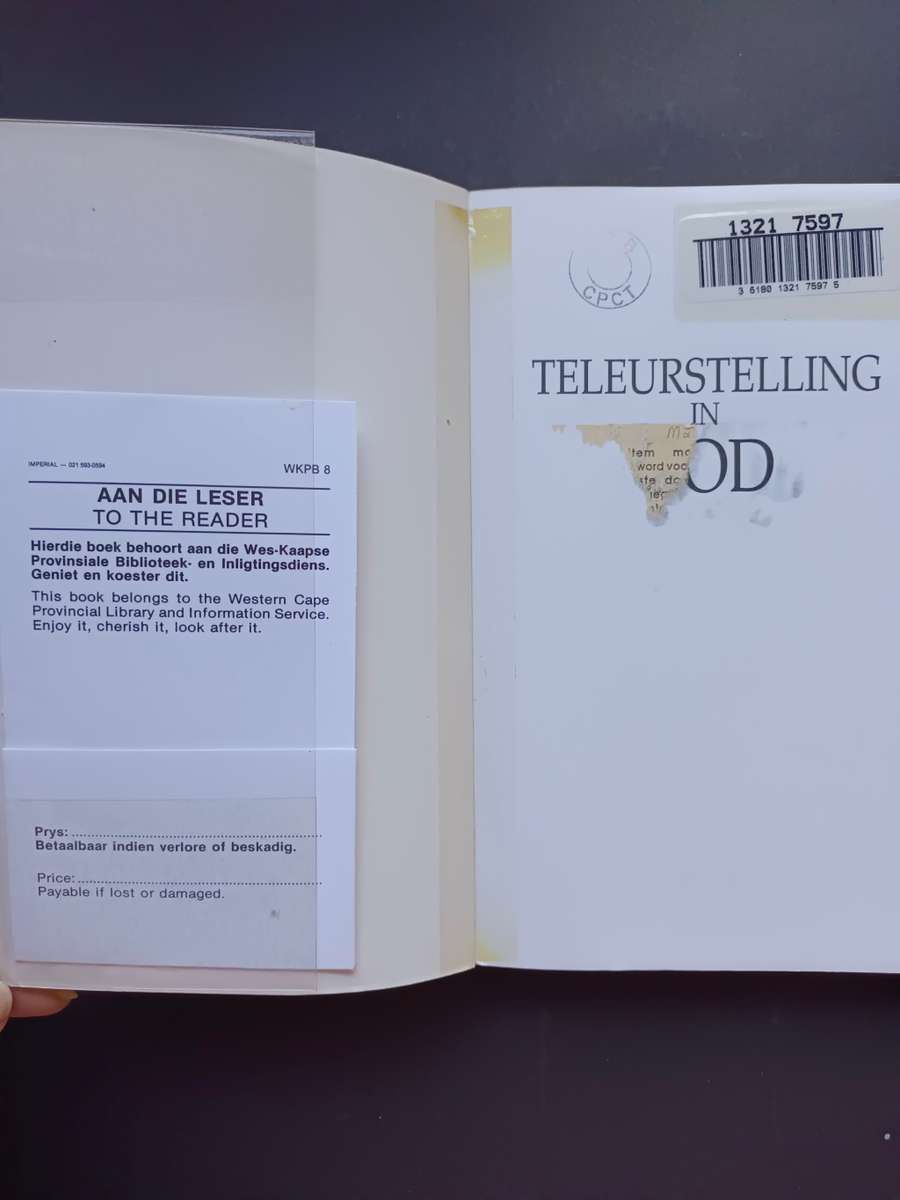 IMPERIAL — 021 593-0594
WKPB 8
AAN DIE LESER
TO THE READER
Hierdie boek behoort aan die Wes-Kaapse
Provinsiale Biblioteek- en Inligtingsdiens.
Geniet en koester dit.
This book belongs to the Western Cape
Provincial Library and Information Service.
Enjoy it, cherish it, look after it.
Prys:
Betaalbaar indien verlore of beskadig.
Price:
Payable if lost or damaged.
CPCT
1321 7597
3 6180 1321 7597 5
TELEURSTELLING
IN
OD
word